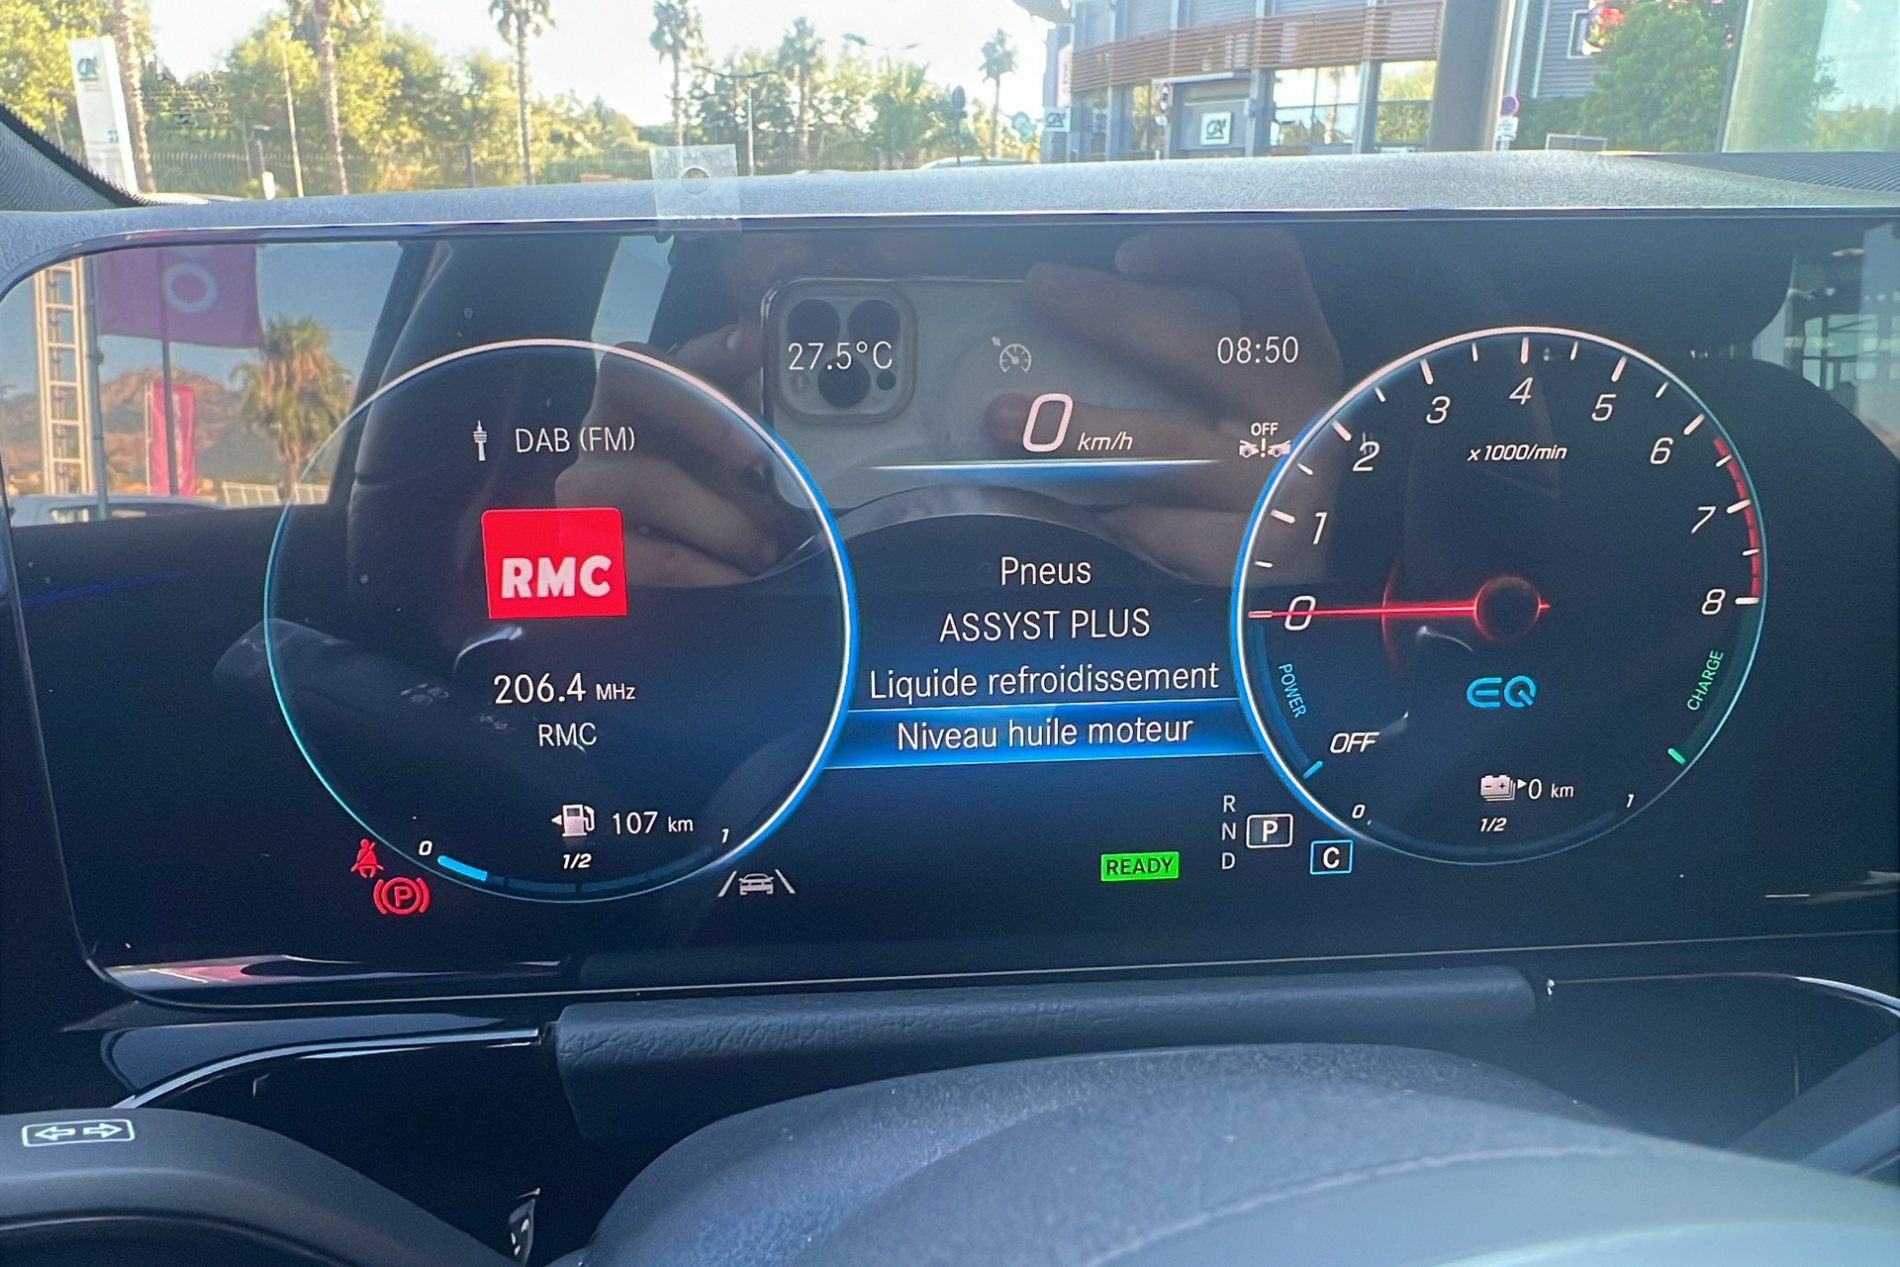 27.5°C
08:50
DAB (FM)
0 km/h
OFF
RMC
206.4 MHz
RMC
107 km
0
1/2
1
Pneus
ASSYST PLUS
Liquide refroidissement
Niveau huile moteur
READY
R
N
D
P
C
P
0
1
2
3
4
5
6
7
8
x1000/min
POWER
CHARGE
EQ
OFF
0 km
0
1/2
1
CA